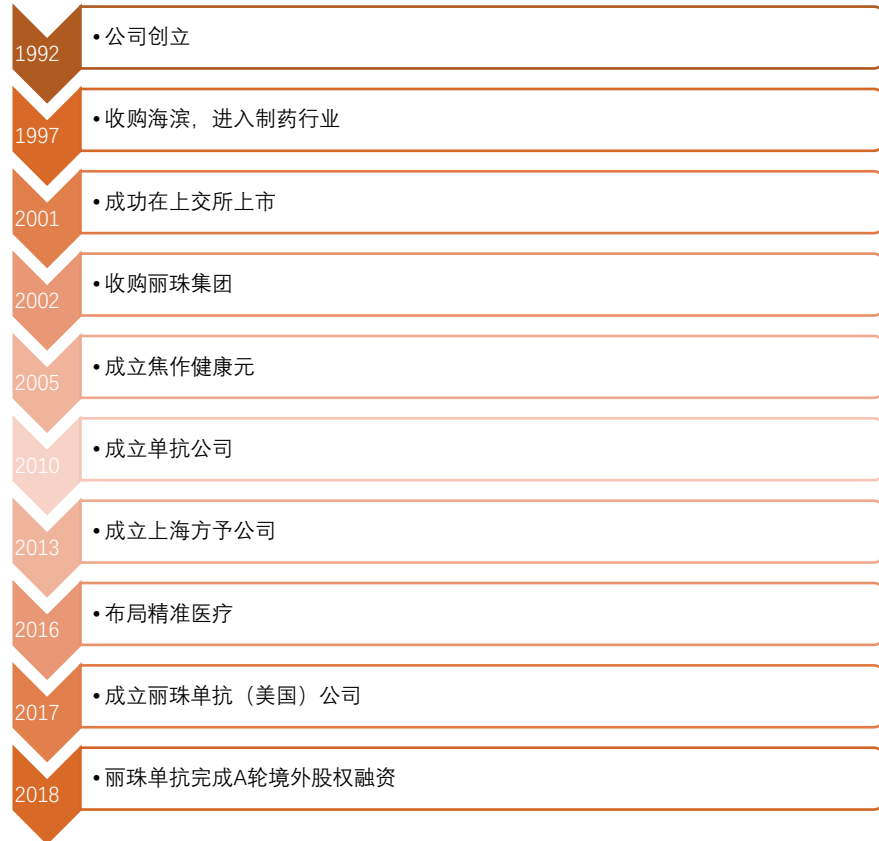 1992
•公司创立
1997
•收购海滨，进入制药行业
2001
•成功在上交所上市
2002
•收购丽珠集团
2005
•成立焦作健康元
2010
•成立单抗公司
2013
•成立上海方予公司
2016
•布局精准医疗
2017
•成立丽珠单抗（美国）公司
2018
•丽珠单抗完成A轮境外股权融资